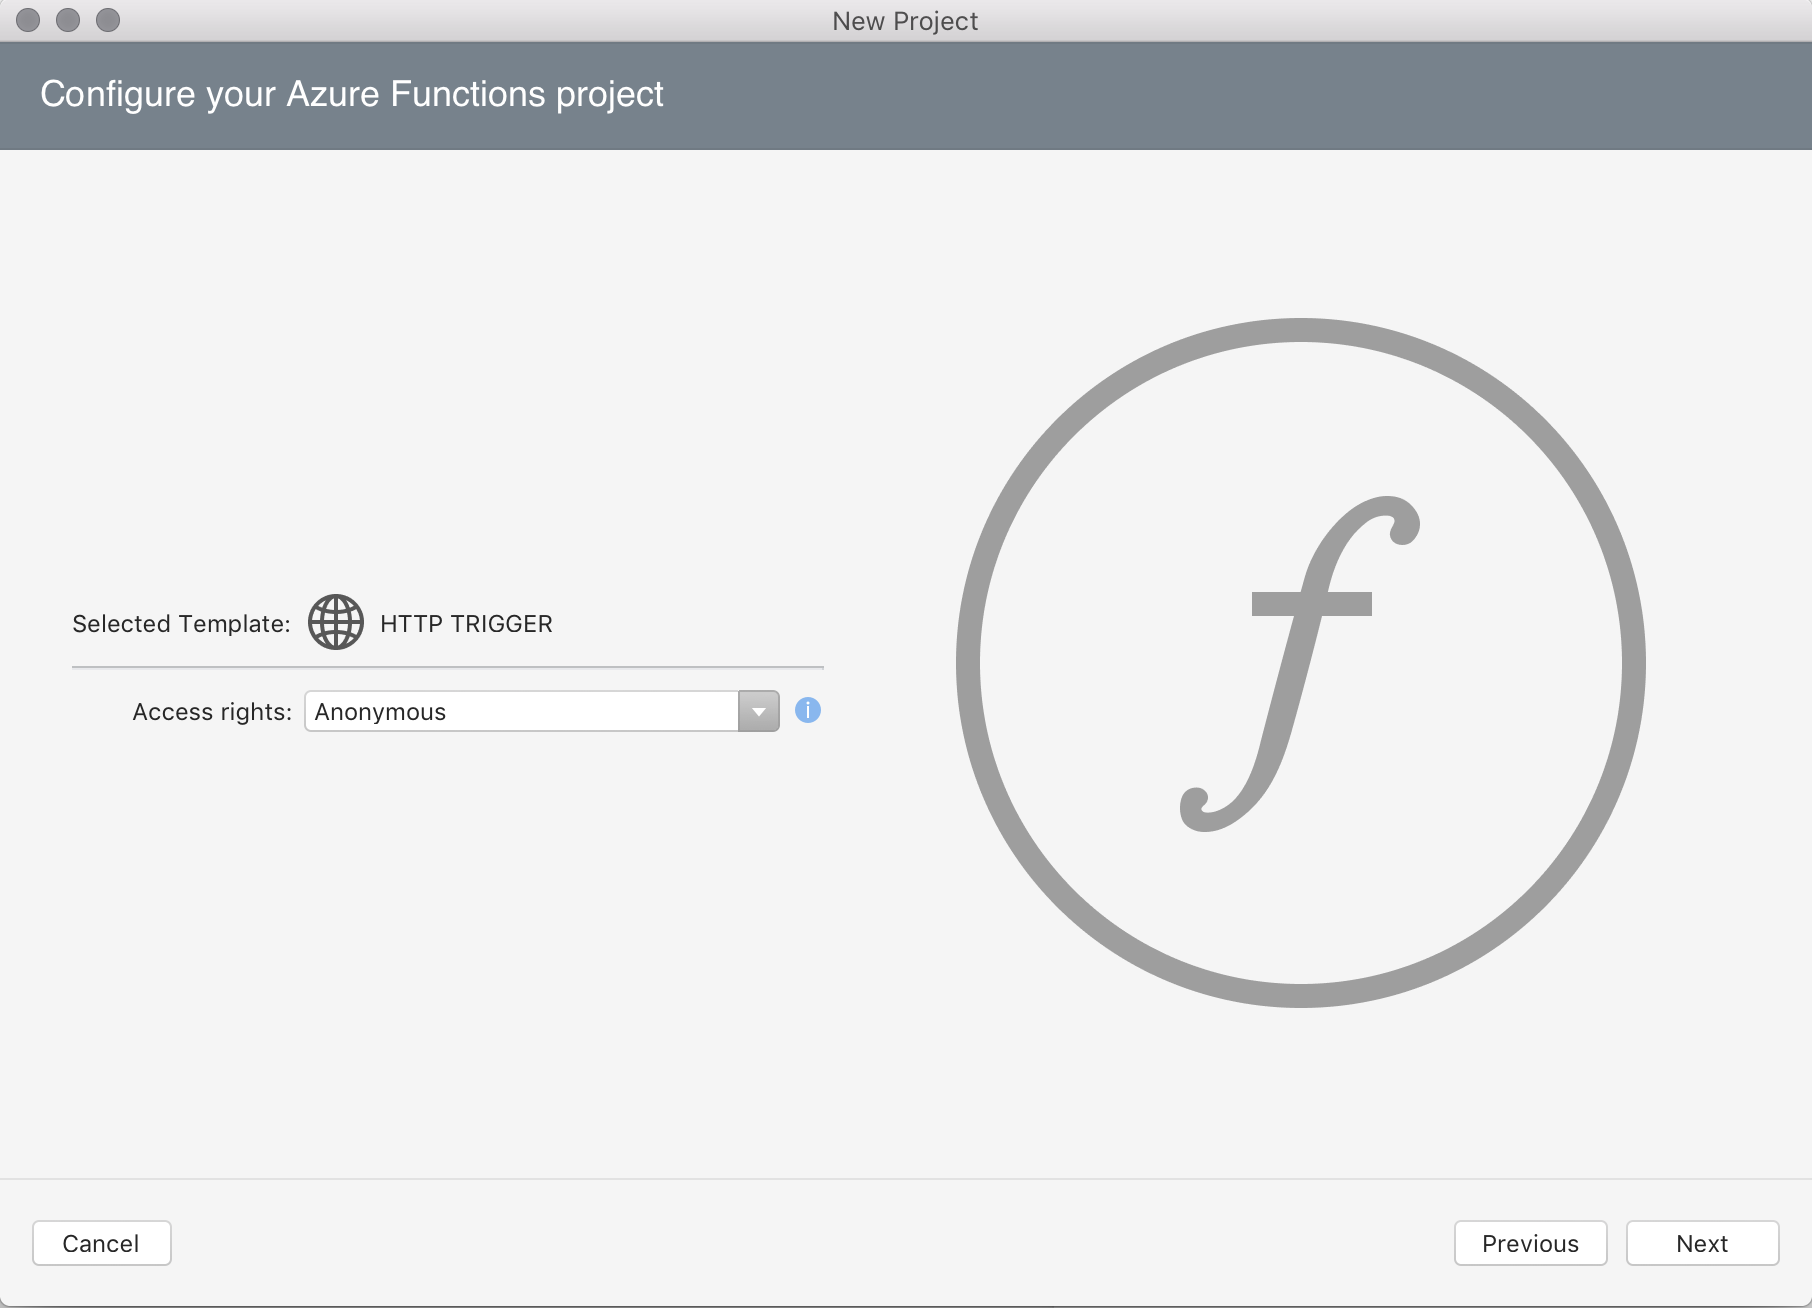 New Project
Configure your Azure Functions project
Selected Template: HTTP TRIGGER
Access rights: Anonymous
Cancel
Previous
Next